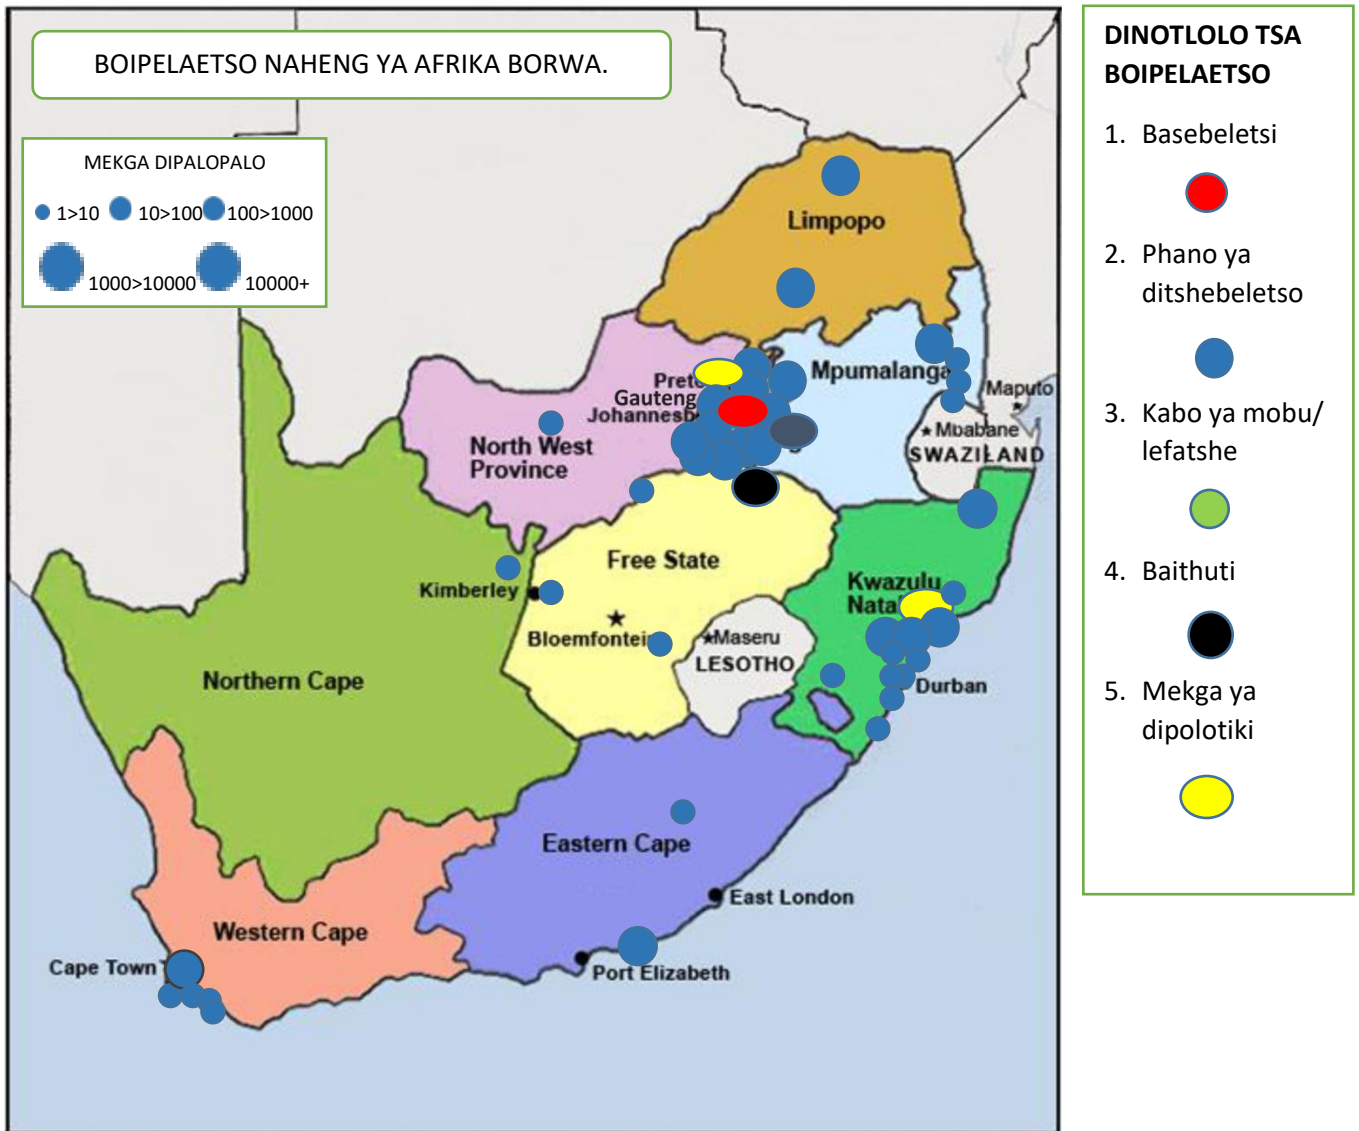 BOIPELAETSO NAHENG YA AFRIKA BORWA.
MEKGA DIPALOPALO
1>10
10>100
100>1000
1000>10000
10000+
Limpopo
Mpumalanga
Maputo
Gauteng
Mbabane
SWAZILAND
North West
Province
Free State
Kwazulu
Kimberley
Bloemfontein
Maseru
LESOTHO
Durban
Northern Cape
Eastern Cape
East London
Western Cape
Cape Town
Port Elizabeth
DINOTLOLO TSA
BOIPELAETSO
1. Basebeletsi
2. Phano ya
ditshebeletso
3. Kabo ya mobu/
lefatshe
4. Baithuti
5. Mekga ya
dipolotiki